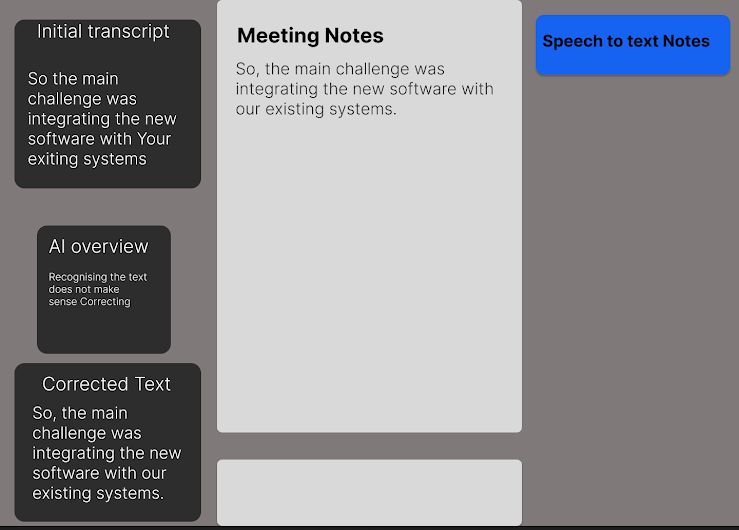 Initial transcript
So the main
challenge was
integrating the new
software with Your
exiting systems
AI overview
Recognising the text
does not make
sense Correcting
Corrected Text
So, the main
challenge was
integrating the new
software with our
existing systems.
Meeting Notes
So, the main challenge was
integrating the new software with
our existing systems.
Speech to text Notes